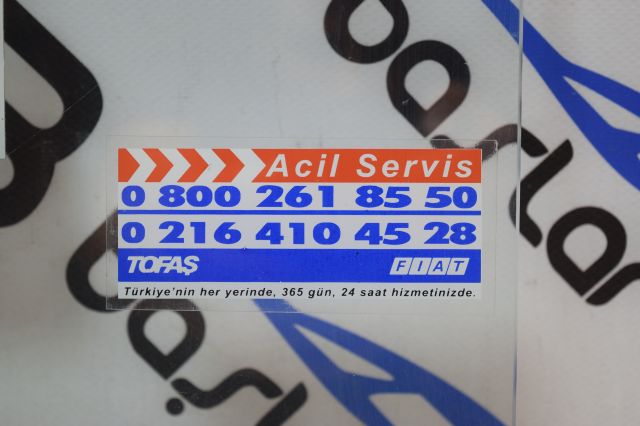 Acil Servis
0 800 261 85 50
0 216 410 45 28
TOFAŞ FIAT
Türkiye'nin her yerinde, 365 gün, 24 saat hizmetinizde.